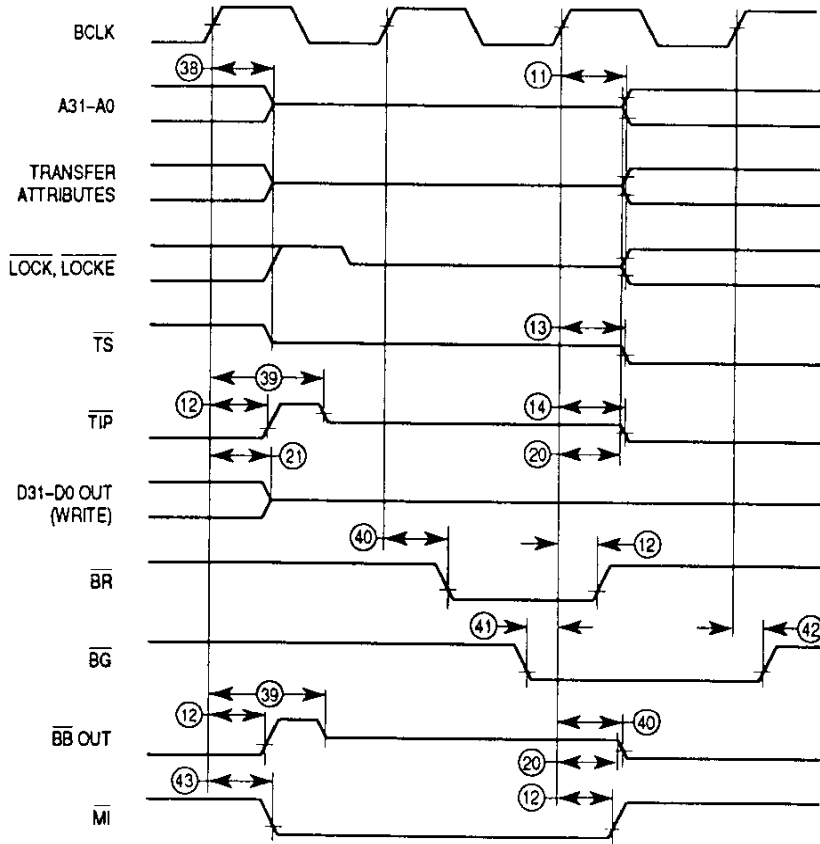 BCLK
38
11
A31–A0
TRANSFER
ATTRIBUTES
LOCK, LOCKE
TS
13
39
12
14
TIP
21
20
D31–D0 OUT
(WRITE)
40
12
BR
41
42
BG
39
12
40
BB OUT
20
43
12
MI